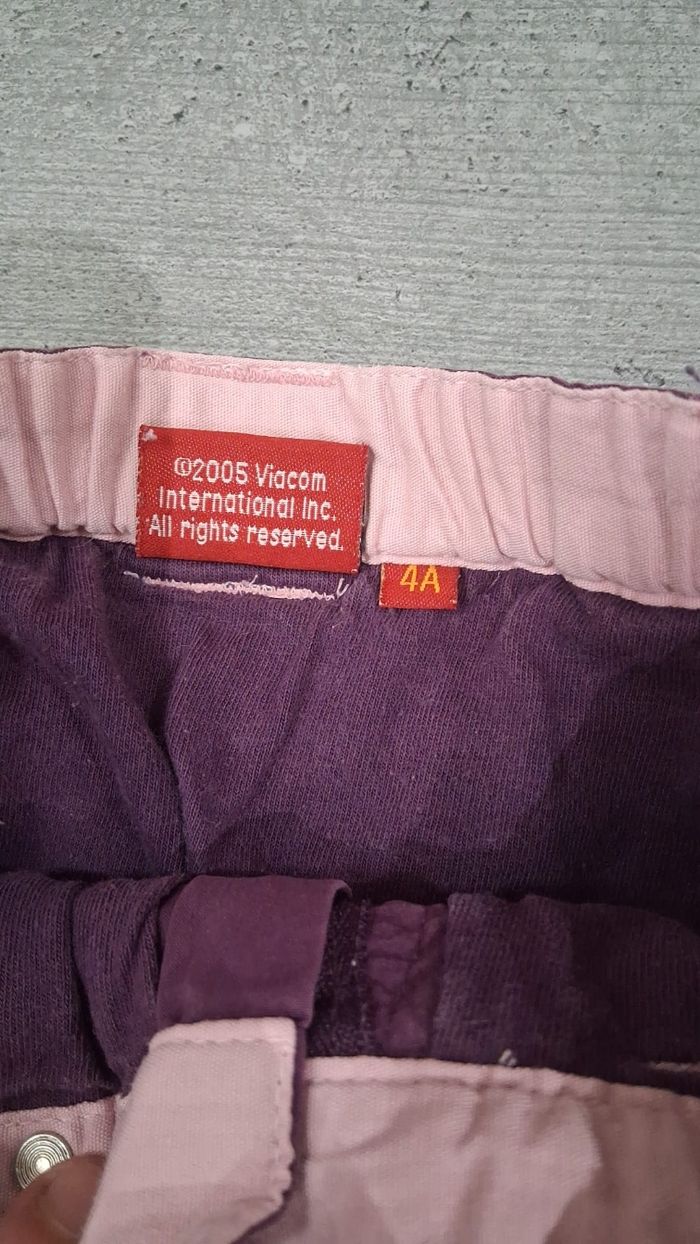 ©2005 Viacom
International Inc.
All rights reserved.
4A